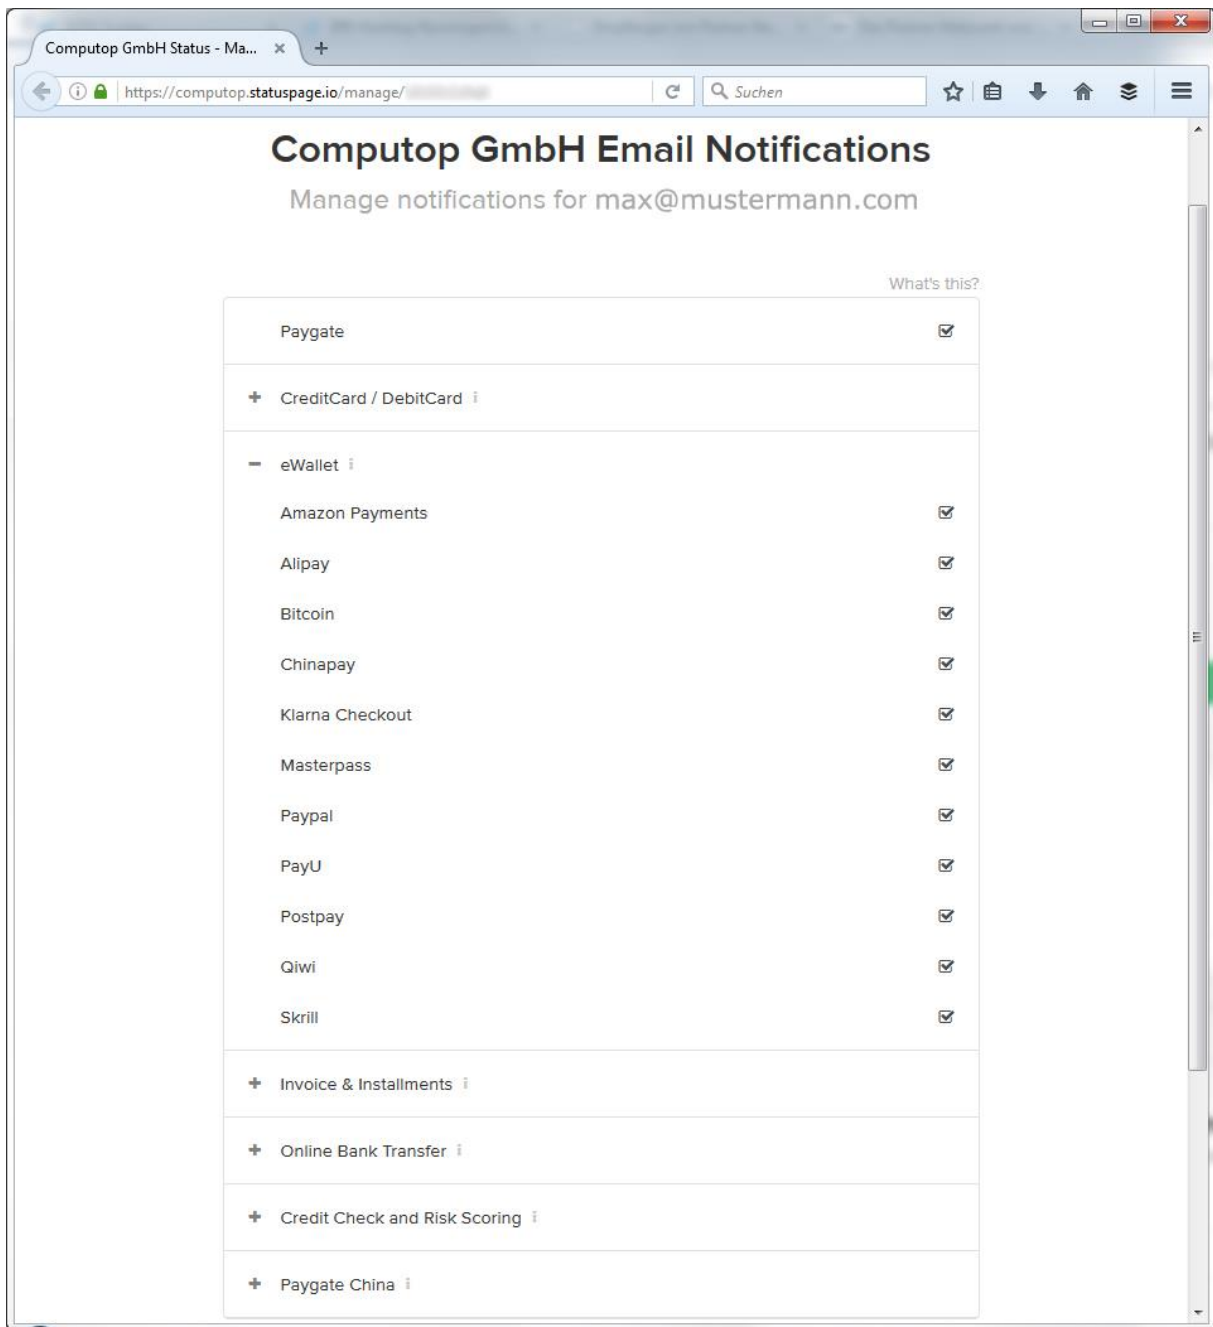 Computop GmbH Status - Ma...
https://computop.statuspage.io/manage/
Suchen
Computop GmbH Email Notifications
Manage notifications for max@mustermann.com
What's this?
Paygate
CreditCard / DebitCard
eWallet
Amazon Payments
Alipay
Bitcoin
Chinapay
Klarna Checkout
Masterpass
Paypal
PayU
Postpay
Qiwi
Skrill
Invoice & Installments
Online Bank Transfer
Credit Check and Risk Scoring
Paygate China